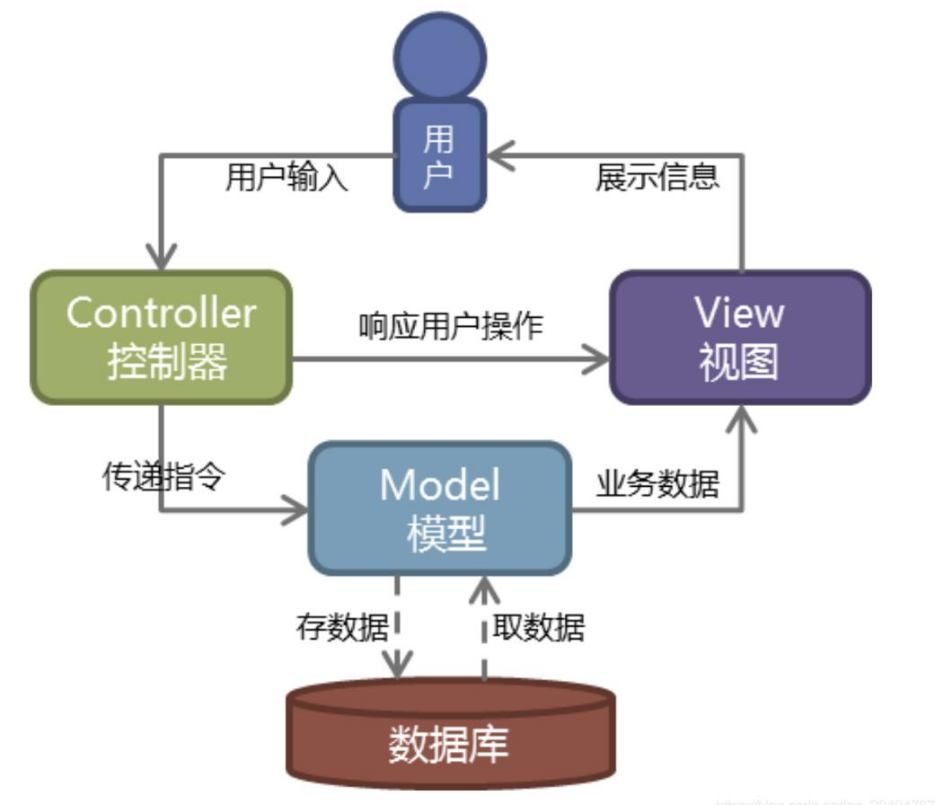 用
户
用户输入
展示信息
Controller
控制器
响应用户操作
View
视图
传递指令
Model
模型
业务数据
存数据
取数据
数据库